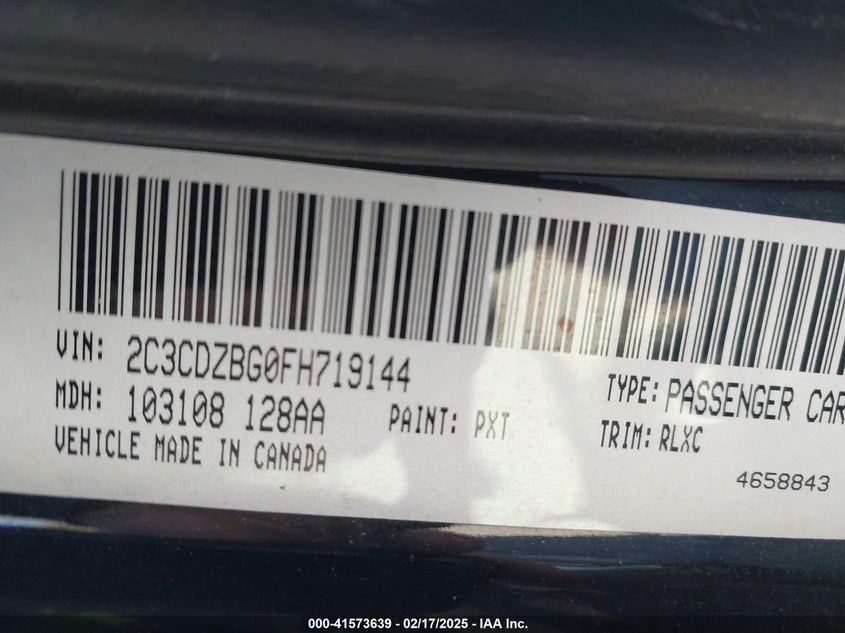 VIN: 2C3CDZBG0FH719144
MDH: 103108 128AA
PAINT: PXT
VEHICLE MADE IN CANADA
TYPE: PASSENGER CAR
TRIM: RLXC
4658843
000-41573639 - 02/17/2025 - IAA Inc.